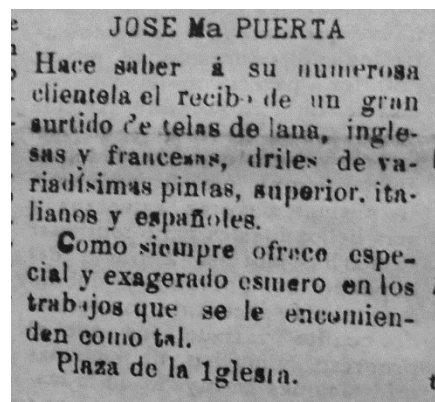 JOSE Ma PUERTA
Hace saber á su numerosa
clientela el recibo de un gran
surtido de telas de lana, ingle-
sas y francesas, driles de va-
riadísimas pintas, superior, ita-
lianos y españoles.
Como siempre ofrece espe-
cial y exagerado esmero en los
trabajos que se le encomien-
den como tal.
Plaza de la Iglesia.